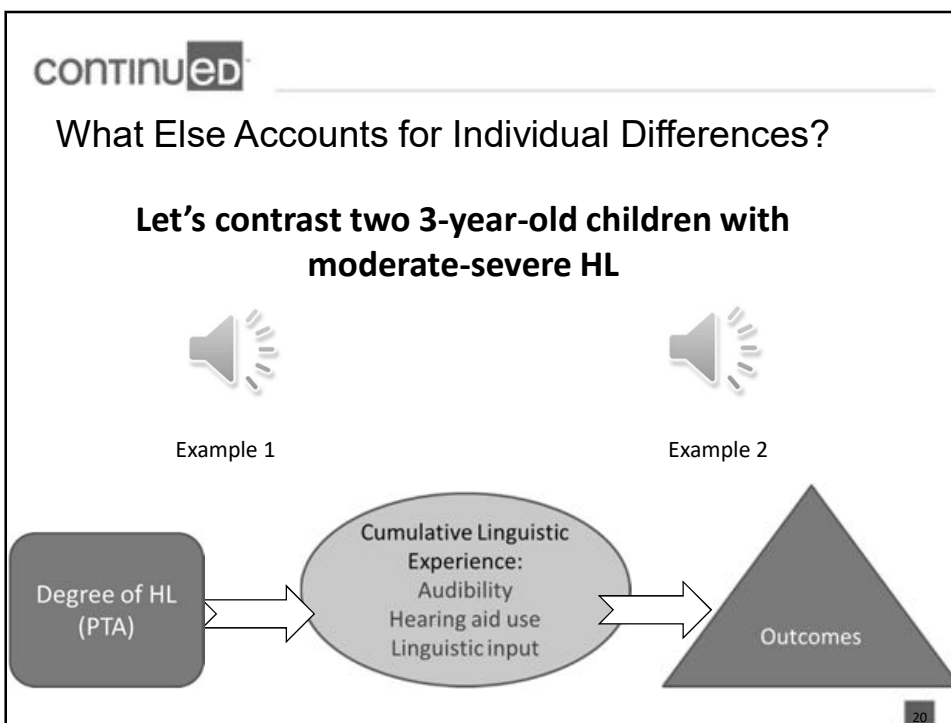 continued
What Else Accounts for Individual Differences?
Let's contrast two 3-year-old children with
moderate-severe HL
Example 1
Example 2
Degree of HL
(PTA)
Cumulative Linguistic
Experience:
Audibility
Hearing aid use
Linguistic input
Outcomes
20